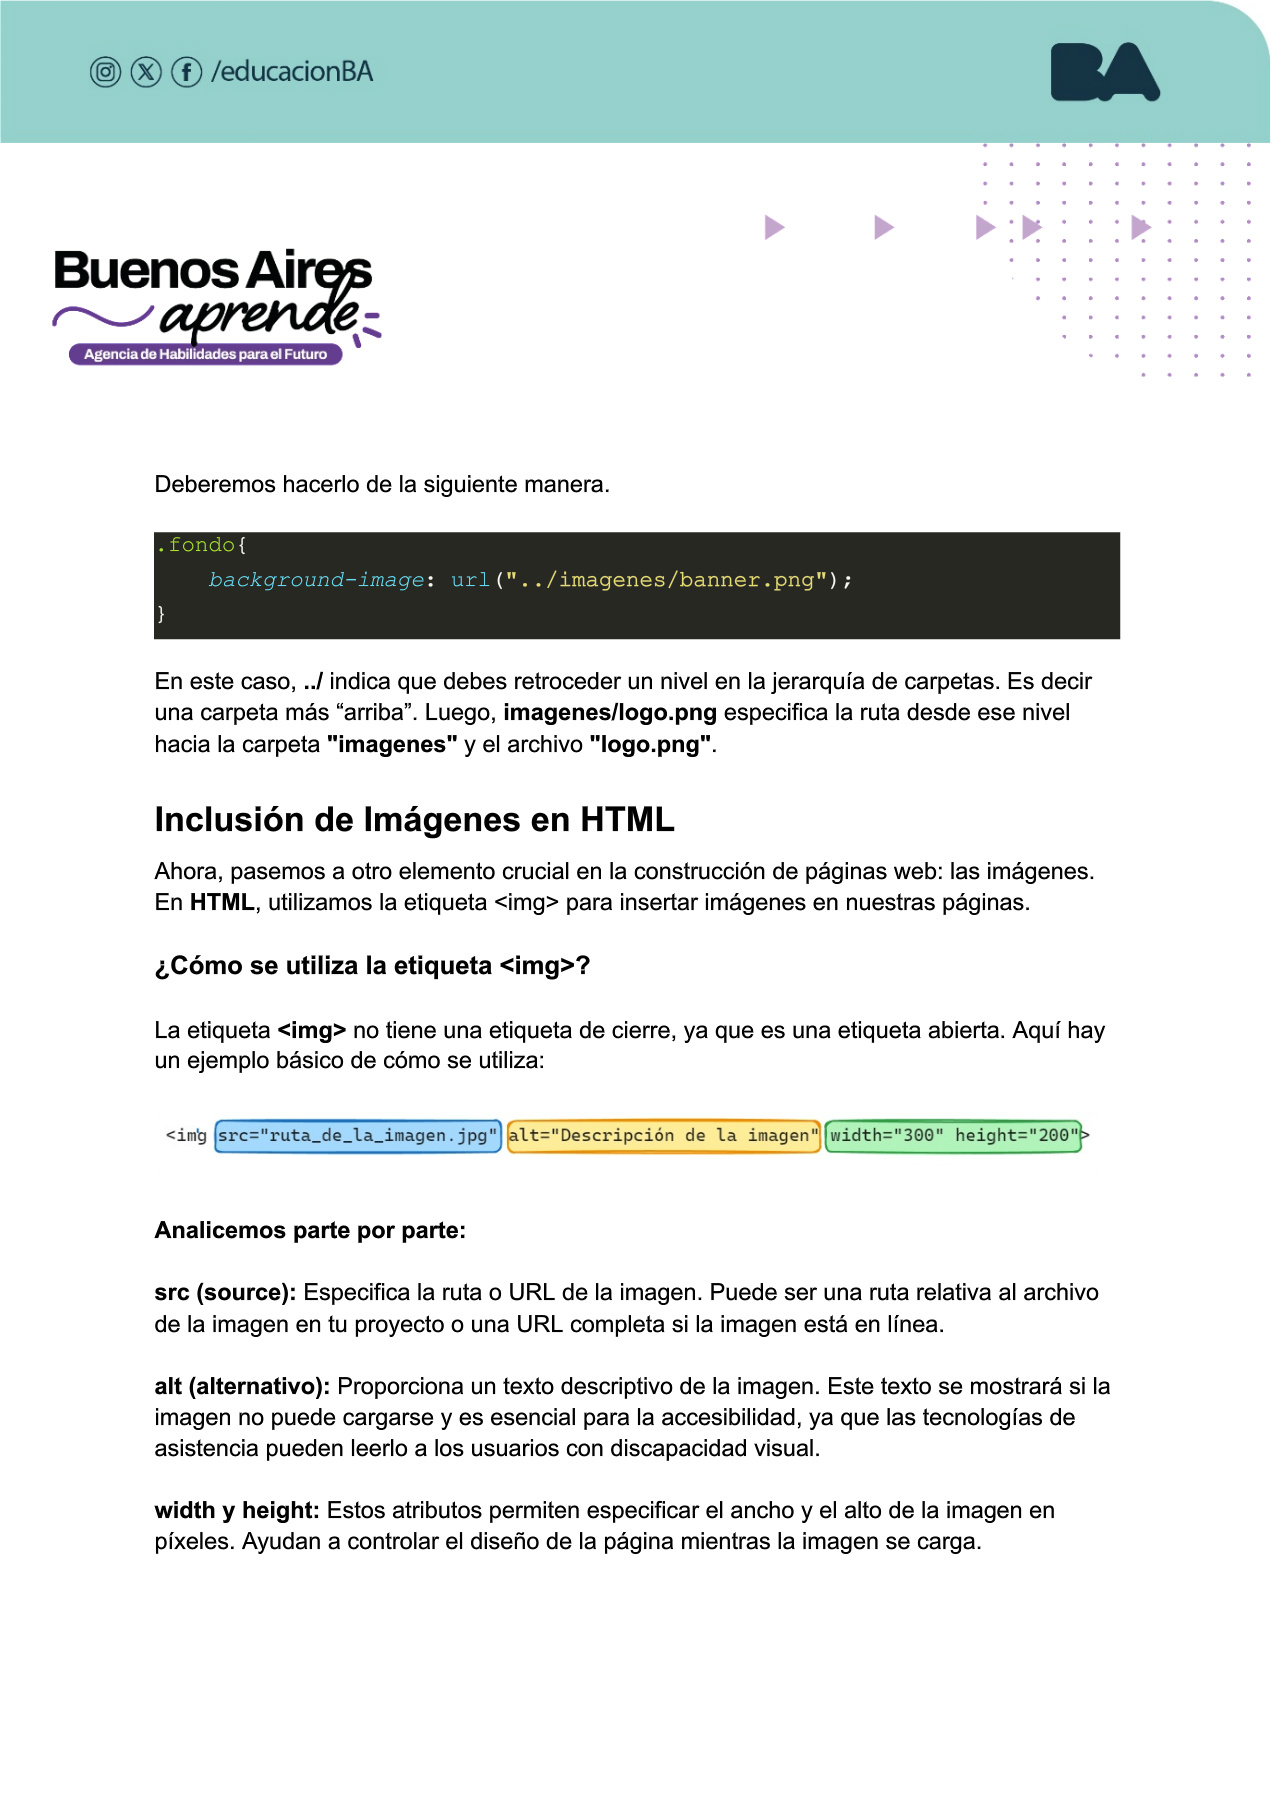 /educacionBA
BA
Buenos Aires
aprende
Agencia de Habilidades para el Futuro
Deberemos hacerlo de la siguiente manera.
.fondo{
    background-image: url("../imagenes/banner.png");
}
En este caso, ../ indica que debes retroceder un nivel en la jerarquía de carpetas. Es decir
una carpeta más “arriba”. Luego, imagenes/logo.png especifica la ruta desde ese nivel
hacia la carpeta "imagenes" y el archivo "logo.png".
Inclusión de Imágenes en HTML
Ahora, pasemos a otro elemento crucial en la construcción de páginas web: las imágenes.
En HTML, utilizamos la etiqueta <img> para insertar imágenes en nuestras páginas.
¿Cómo se utiliza la etiqueta <img>?
La etiqueta <img> no tiene una etiqueta de cierre, ya que es una etiqueta abierta. Aquí hay
un ejemplo básico de cómo se utiliza:
<img src="ruta_de_la_imagen.jpg" alt="Descripción de la imagen" width="300" height="200">
Analicemos parte por parte:
src (source): Especifica la ruta o URL de la imagen. Puede ser una ruta relativa al archivo
de la imagen en tu proyecto o una URL completa si la imagen está en línea.
alt (alternativo): Proporciona un texto descriptivo de la imagen. Este texto se mostrará si la
imagen no puede cargarse y es esencial para la accesibilidad, ya que las tecnologías de
asistencia pueden leerlo a los usuarios con discapacidad visual.
width y height: Estos atributos permiten especificar el ancho y el alto de la imagen en
píxeles. Ayudan a controlar el diseño de la página mientras la imagen se carga.